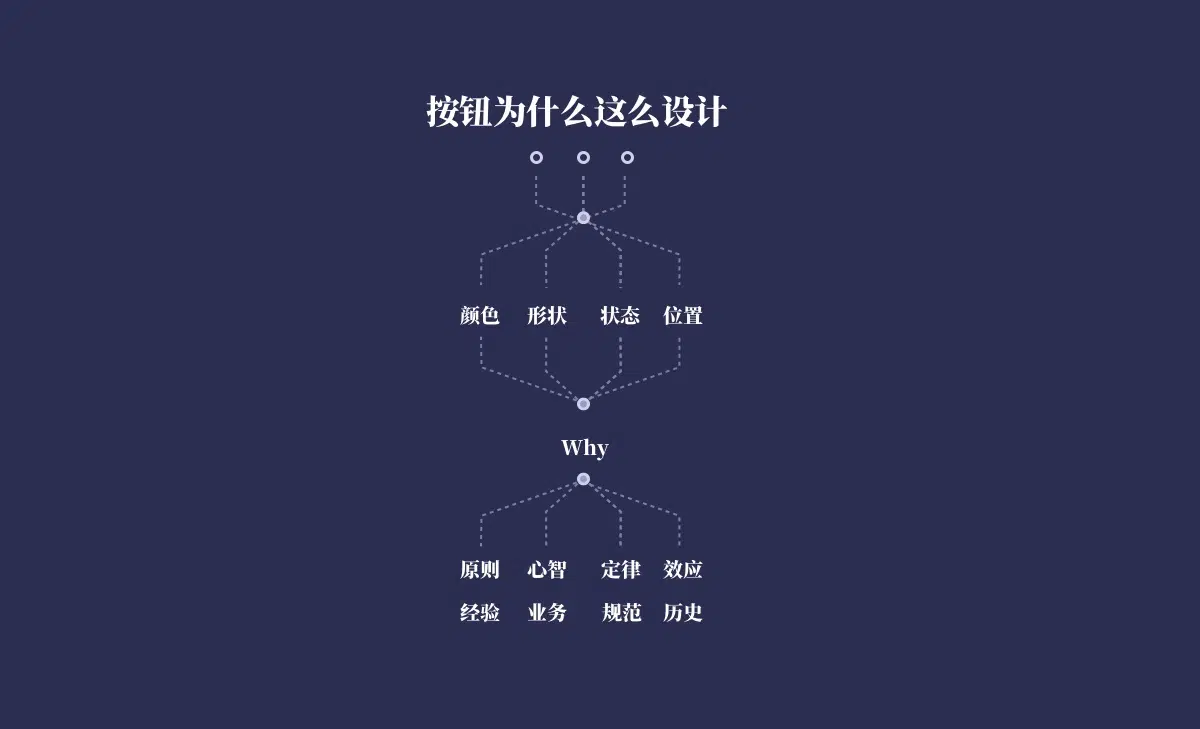 按钮为什么这么设计
颜色 形状 状态 位置
Why
原则 心智 定律 效应
经验 业务 规范 历史